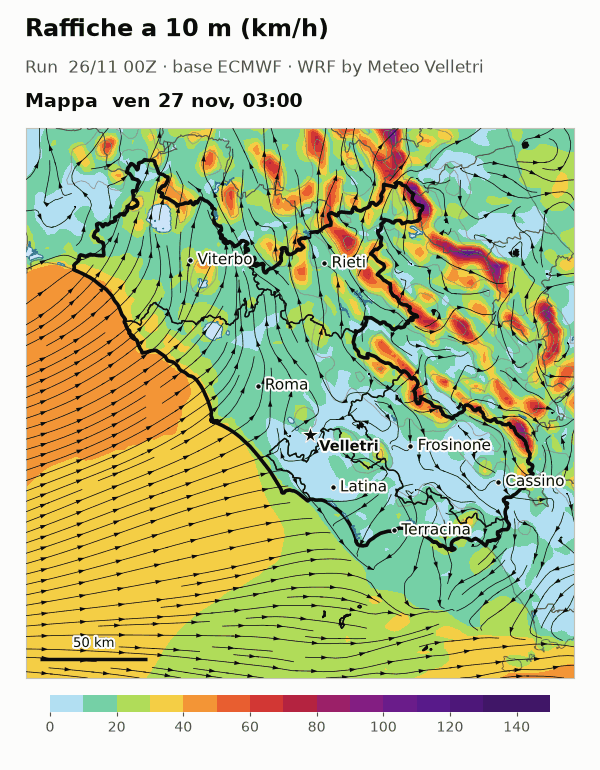 Raffiche a 10 m (km/h)
Run  26/11 00Z · base ECMWF · WRF by Meteo Velletri
Mappa  ven 27 nov, 03:00
Viterbo
Rieti
Roma
Velletri
Frosinone
Cassino
Latina
Terracina
50 km
0 20 40 60 80 100 120 140